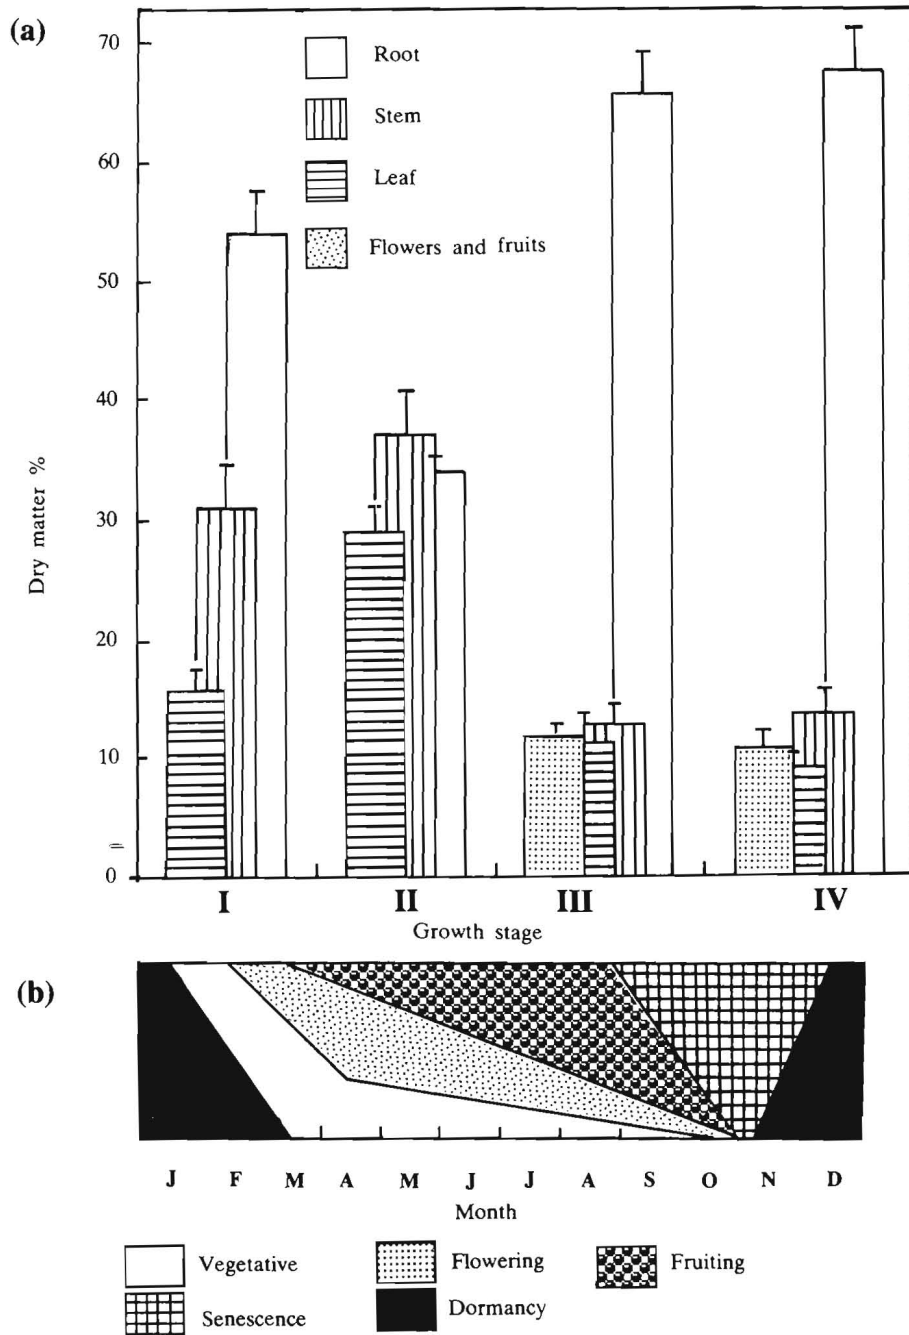 (a)
70
60
50
40
30
20
10
0
Dry matter %
Root
Stem
Leaf
Flowers and fruits
I II III IV
Growth stage
(b)
J F M A M J J A S O N D
Month
Vegetative Flowering Fruiting
Senescence Dormancy